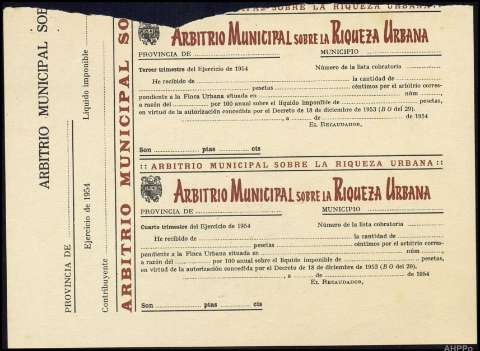 ARBITRIO MUNICIPAL SOB
PROVINCIA DE
Ejercicio de 1954
Líquido imponible
Contribuyente
ARBITRIO MUNICIPAL SO
ARBITRIO MUNICIPAL SOBRE LA RIQUEZA URBANA
PROVINCIA DE MUNICIPIO
Tercer trimestre del Ejercicio de 1954 Número de la lista cobratoria
He recibido de la cantidad de
pesetas céntimos por el arbitrio corres-
pondiente a la Finca Urbana situada en núm
a razón del por 100 anual sobre el líquido imponible de pesetas,
en virtud de la autorización concedida por el Decreto de 18 de diciembre de 1953 (B O del 29).
, a de de 1954
EL RECAUDADOR,
Son ptas cts
:: ARBITRIO MUNICIPAL SOBRE LA RIQUEZA URBANA ::
ARBITRIO MUNICIPAL SOBRE LA RIQUEZA URBANA
PROVINCIA DE MUNICIPIO
Cuarto trimestre del Ejercicio de 1954 Número de la lista cobratoria
He recibido de la cantidad de
pesetas céntimos por el arbitrio corres-
pondiente a la Finca Urbana situada en núm
a razón del por 100 anual sobre el líquido imponible de pesetas,
en virtud de la autorización concedida por el Decreto de 18 de diciembre de 1953 (B O del 29).
, a de de 1954
EL RECAUDADOR,
Son ptas cts
AHPPo